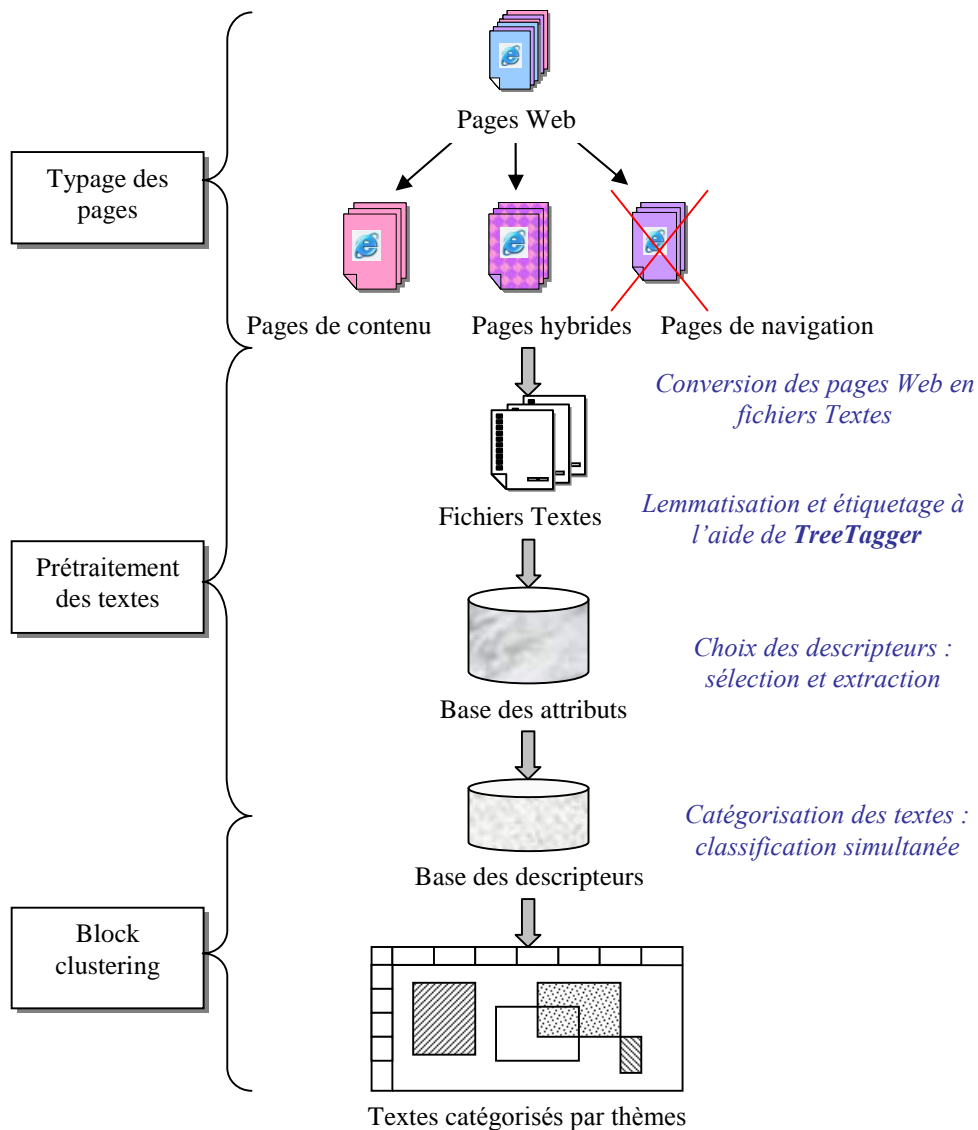 Pages Web
Typage des
pages
Pages de contenu
Pages hybrides
Pages de navigation
Conversion des pages Web en
fichiers Textes
Fichiers Textes
Lemmatisation et étiquetage à
l'aide de TreeTagger
Prétraitement
des textes
Choix des descripteurs :
sélection et extraction
Base des attributs
Catégorisation des textes :
classification simultanée
Base des descripteurs
Block
clustering
Textes catégorisés par thèmes